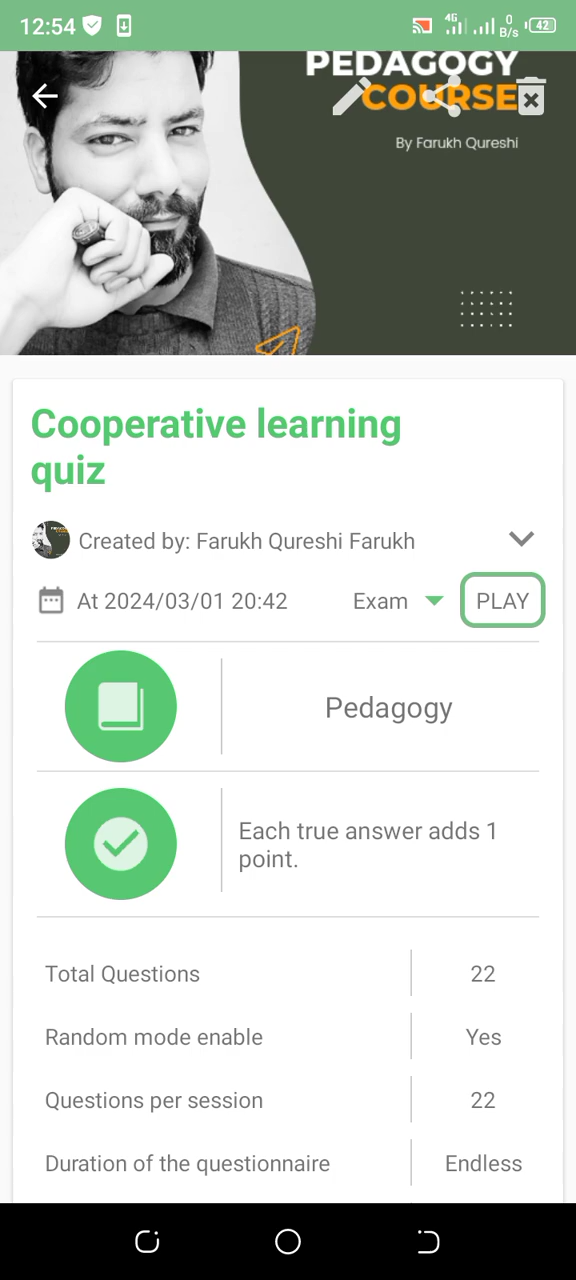 12:54
4G
0
B/s
42
PEDAGOGY
COURSE
By Farukh Qureshi
Cooperative learning
quiz
Created by: Farukh Qureshi Farukh
At 2024/03/01 20:42
Exam
PLAY
Pedagogy
Each true answer adds 1
point.
Total Questions
22
Random mode enable
Yes
Questions per session
22
Duration of the questionnaire
Endless